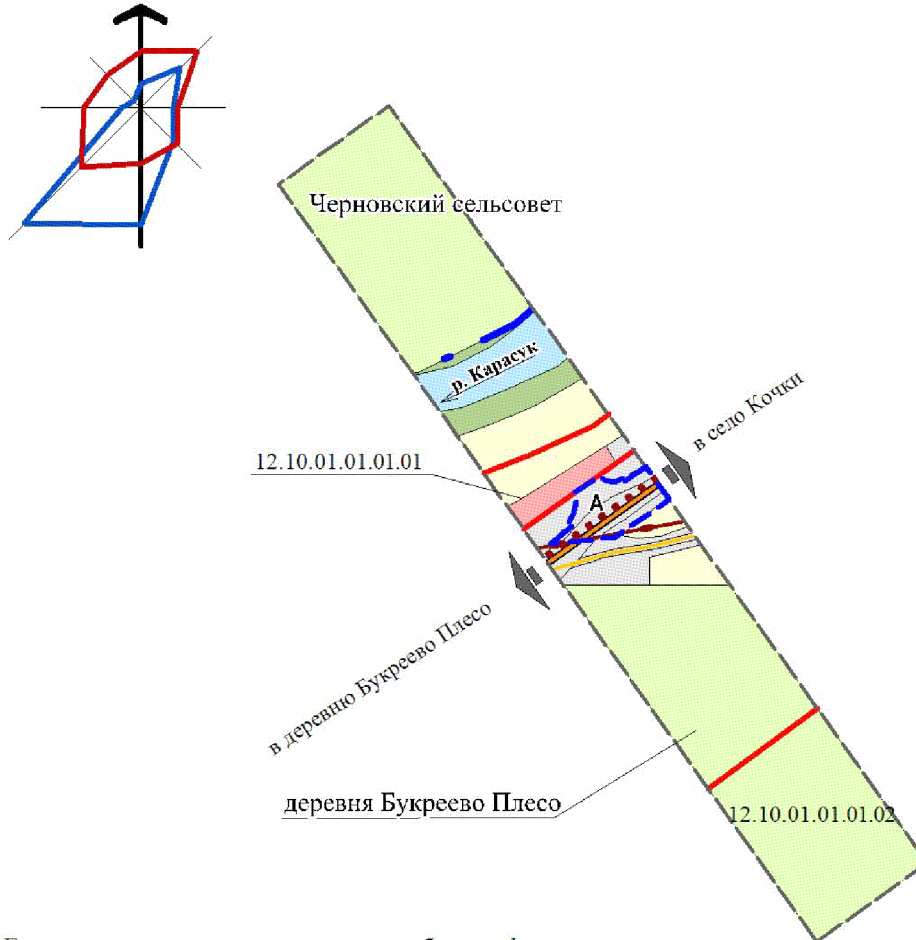 Черновский сельсовет
р. Карасук
в село Кочки
12.10.01.01.01.01
А
в деревню Букреево Плесо
деревня Букреево Плесо
12.10.01.01.01.02